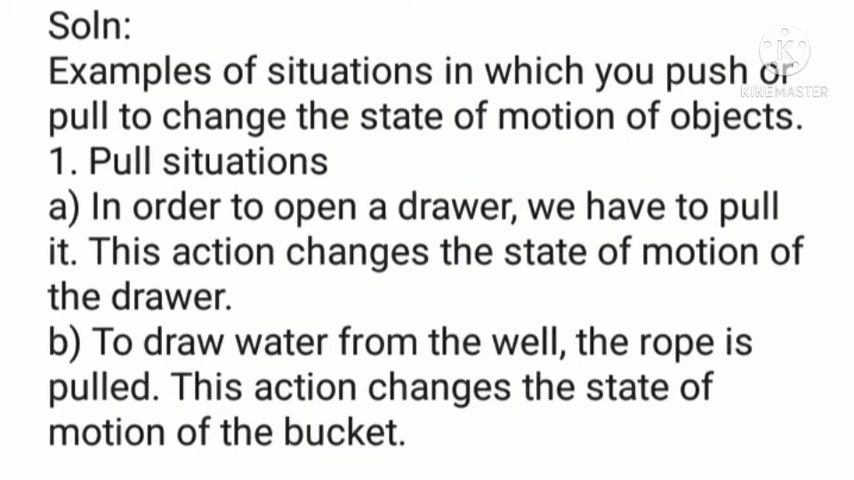 Soln:
Examples of situations in which you push or
pull to change the state of motion of objects.
1. Pull situations
a) In order to open a drawer, we have to pull
it. This action changes the state of motion of
the drawer.
b) To draw water from the well, the rope is
pulled. This action changes the state of
motion of the bucket.
K
KINEMASTER